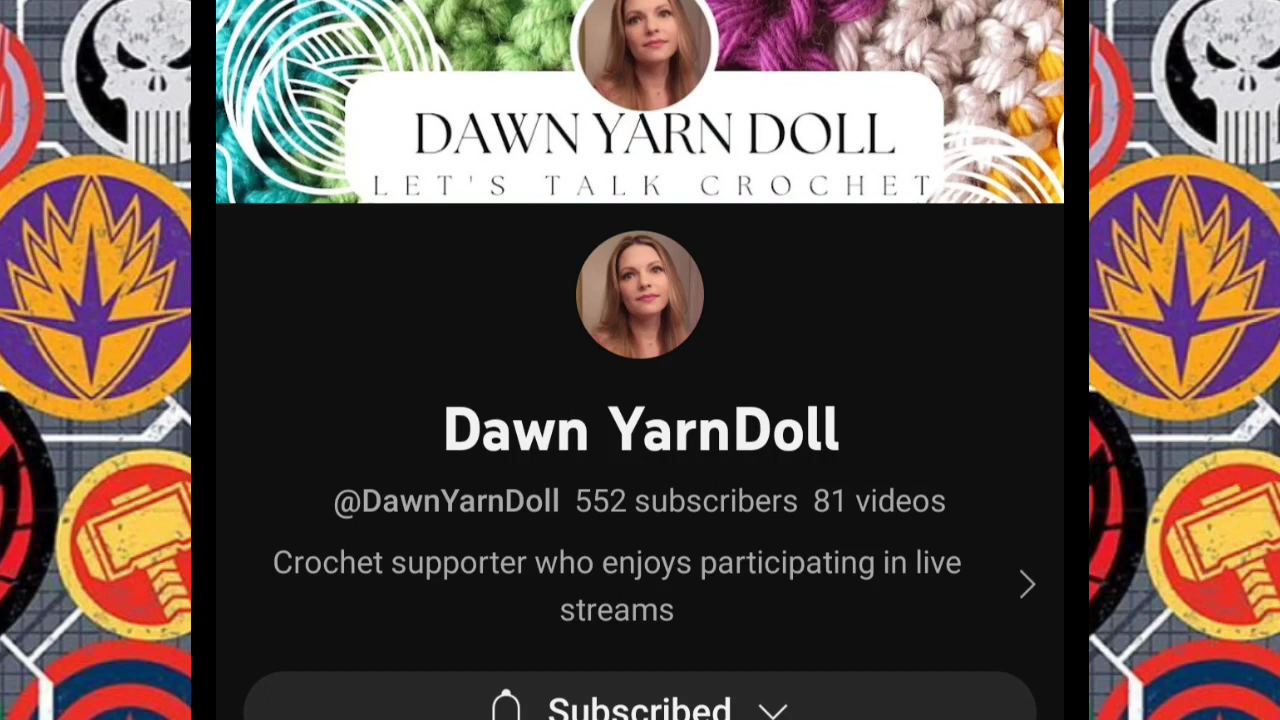 DAWN YARN DOLL
LET'S TALK CROCHET
Dawn YarnDoll
@DawnYarnDoll 552 subscribers 81 videos
Crochet supporter who enjoys participating in live
streams
Subscribed